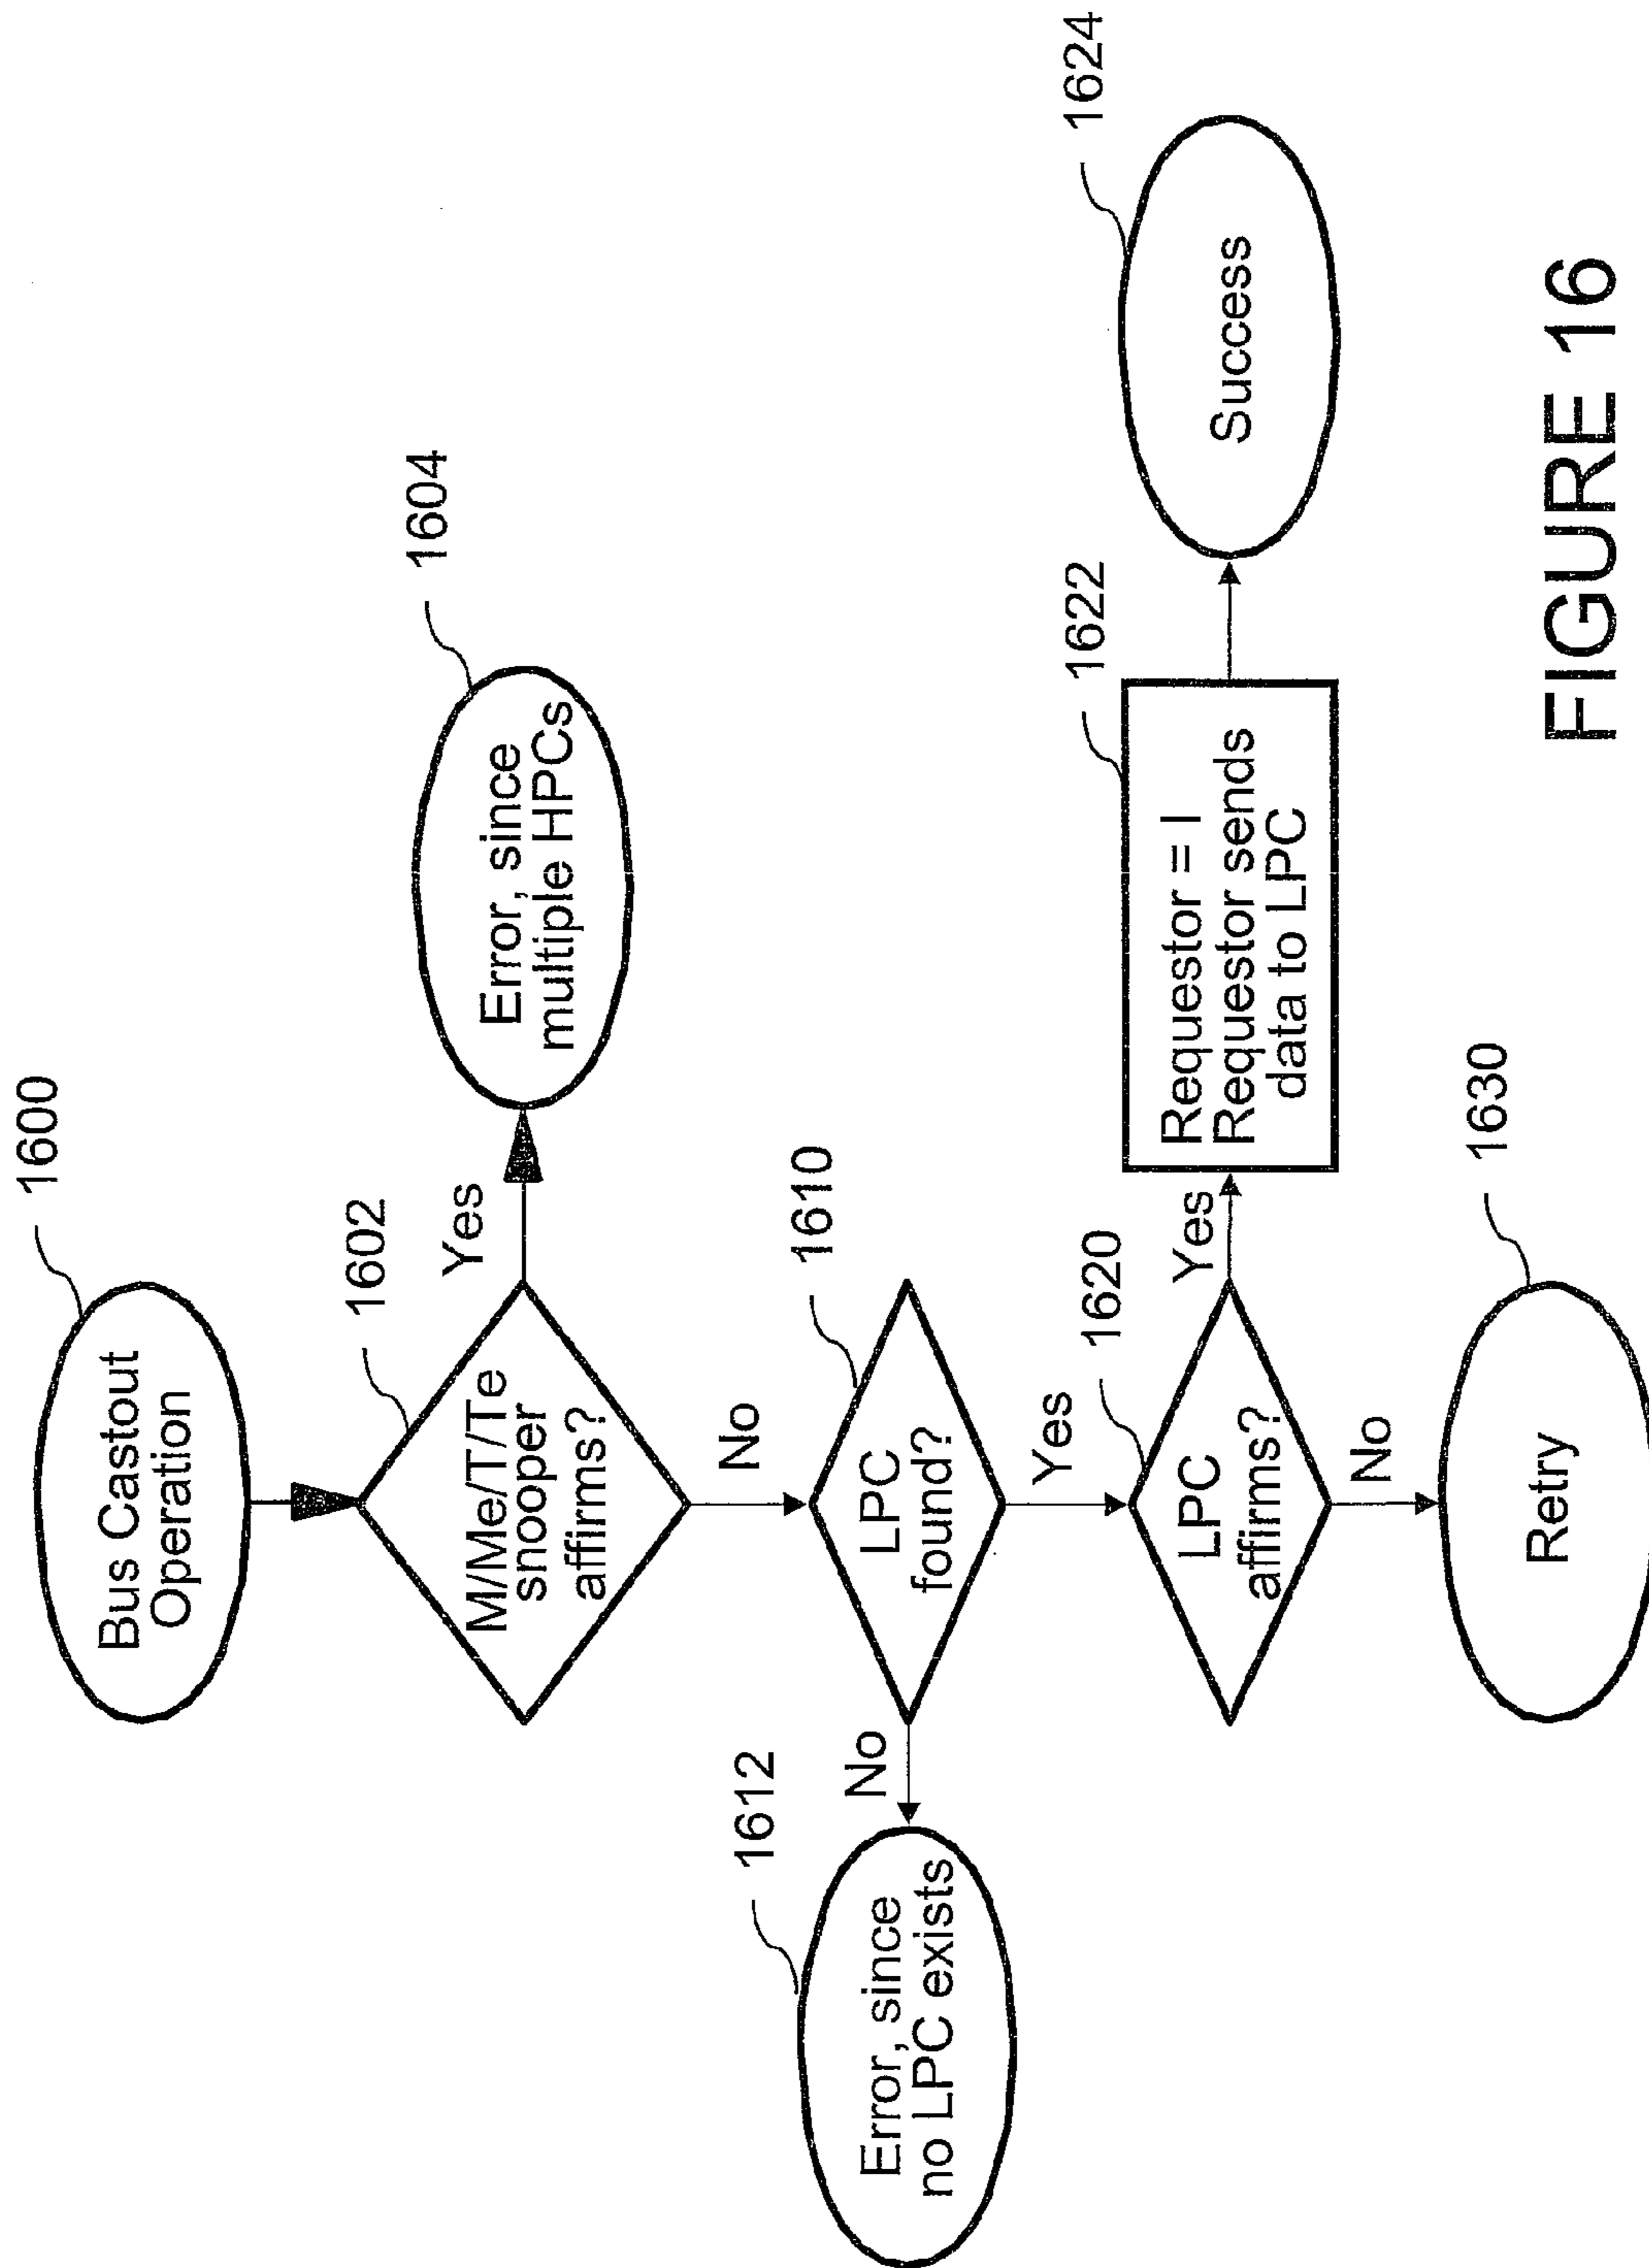 1600
Bus Castout
Operation
1602
M/Me/T/Te
snooper
affirms?
Yes
1604
Error, since
multiple HPCs
No
1610
LPC
found?
No
1612
Error, since
no LPC exists
Yes
1620
LPC
affirms?
Yes
1622
Requestor = I
Requestor sends
data to LPC
1624
Success
No
1630
Retry
FIGURE 16